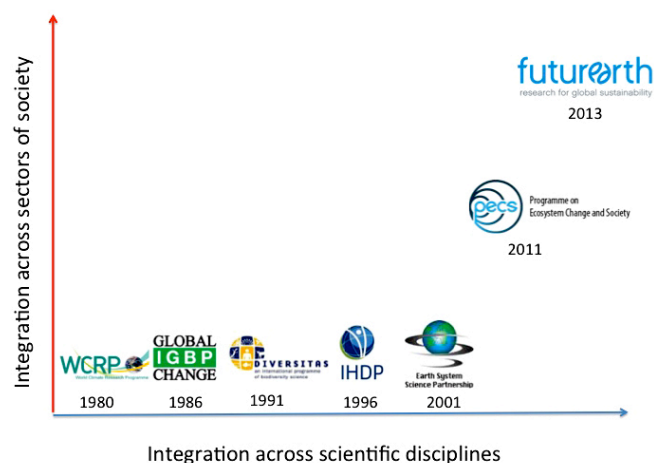 futurearth
research for global sustainability
2013
pecs
Programme on
Ecosystem Change and Society
2011
Integration across sectors of society
WCRP
World Climate Research Programme
GLOBAL
IGBP
CHANGE
DIVERSITAS
an international programme
of biodiversity science
IHDP
Earth System
Science Partnership
1980
1986
1991
1996
2001
Integration across scientific disciplines